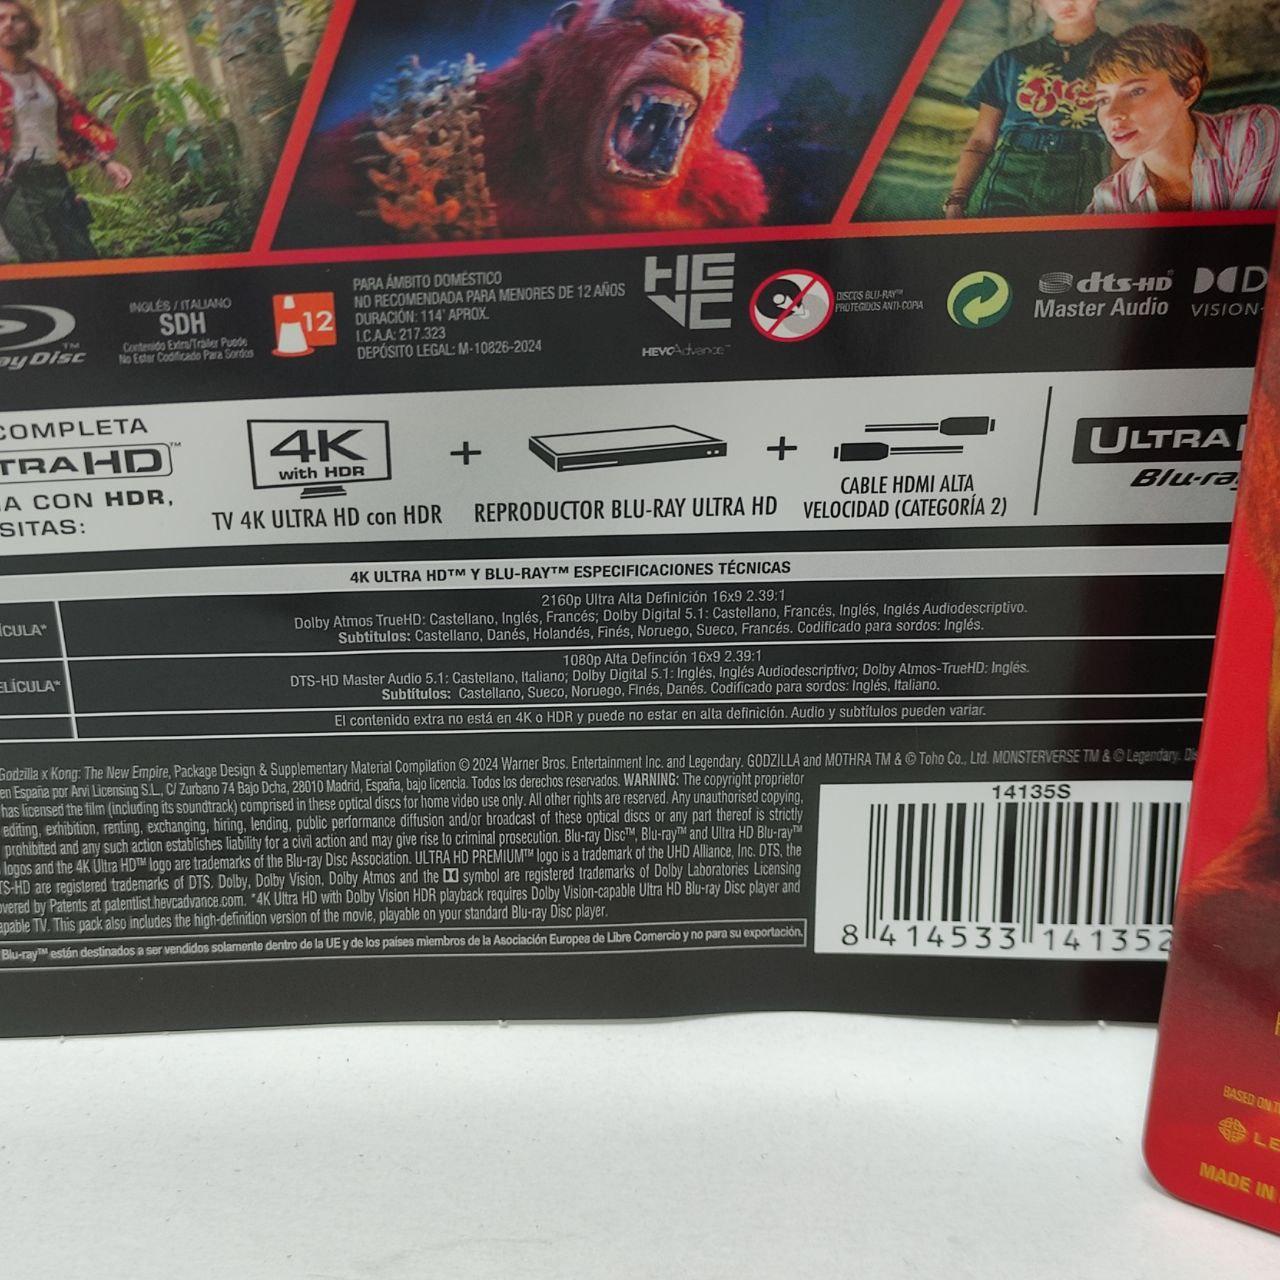 ay Disc™
INGLÉS / ITALIANO
SDH
Contenido Extra/Trailer Puede
No Estar Codificado Para Sordos
12
PARA ÁMBITO DOMÉSTICO
NO RECOMENDADA PARA MENORES DE 12 AÑOS
DURACIÓN: 114' APROX.
I.C.A.A: 217.323
DEPÓSITO LEGAL: M-10826-2024
HEVC
HEVCAdvance™
DISCOS BLU-RAY™
PROTEGIDOS ANTI-COPIA
dts-HD
Master Audio
VISION-
COMPLETA
TRA HD™
A CON HDR,
SITAS:
4K
with HDR
TV 4K ULTRA HD con HDR
+
REPRODUCTOR BLU-RAY ULTRA HD
+
CABLE HDMI ALTA
VELOCIDAD (CATEGORÍA 2)
ULTRA
Blu-ra
4K ULTRA HD™ Y BLU-RAY™ ESPECIFICACIONES TÉCNICAS
ÍCULA*
2160p Ultra Alta Definición 16x9 2.39:1
Dolby Atmos TrueHD: Castellano, Inglés, Francés; Dolby Digital 5.1: Castellano, Francés, Inglés, Inglés Audiodescriptivo.
Subtítulos: Castellano, Danés, Holandés, Finés, Noruego, Sueco, Francés. Codificado para sordos: Inglés.
ELÍCULA*
1080p Alta Definción 16x9 2.39:1
DTS-HD Master Audio 5.1: Castellano, Italiano; Dolby Digital 5.1: Inglés, Inglés Audiodescriptivo; Dolby Atmos-TrueHD: Inglés.
Subtítulos: Castellano, Sueco, Noruego, Finés, Danés. Codificado para sordos: Inglés, Italiano.
El contenido extra no está en 4K o HDR y puede no estar en alta definición. Audio y subtítulos pueden variar.
Godzilla x Kong: The New Empire, Package Design & Supplementary Material Compilation © 2024 Warner Bros. Entertainment Inc. and Legendary. GODZILLA and MOTHRA TM & © Toho Co., Ltd. MONSTERVERSE TM & © Legendary. Dis
en España por Arvi Licensing S.L., C/ Zurbano 74 Bajo Dcha, 28010 Madrid, España, bajo licencia. Todos los derechos reservados. WARNING: The copyright proprietor
has licensed the film (including its soundtrack) comprised in these optical discs for home video use only. All other rights are reserved. Any unauthorised copying,
editing, exhibition, renting, exchanging, hiring, lending, public performance diffusion and/or broadcast of these optical discs or any part thereof is strictly
prohibited and any such action establishes liability for a civil action and may give rise to criminal prosecution. Blu-ray Disc™, Blu-ray™ and Ultra HD Blu-ray™
logos and the 4K Ultra HD™ logo are trademarks of the Blu-ray Disc Association. ULTRA HD PREMIUM™ logo is a trademark of the UHD Alliance, Inc. DTS, the
TS-HD are registered trademarks of DTS. Dolby, Dolby Vision, Dolby Atmos and the symbol are registered trademarks of Dolby Laboratories Licensing
overed by Patents at patentlist.hevcadvance.com. *4K Ultra HD with Dolby Vision HDR playback requires Dolby Vision-capable Ultra HD Blu-ray Disc player and
apable TV. This pack also includes the high-definition version of the movie, playable on your standard Blu-ray Disc player.
Blu-ray™ están destinados a ser vendidos solamente dentro de la UE y de los países miembros de la Asociación Europea de Libre Comercio y no para su exportación.
14135S
8 414533 141352
BASED ON T
LE
MADE IN